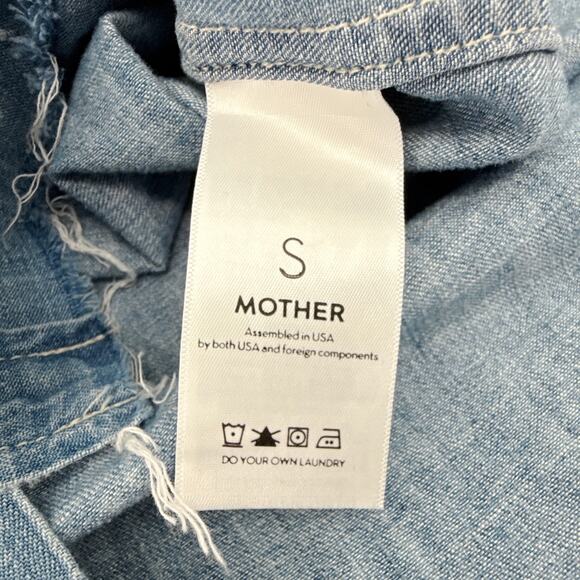 S
MOTHER
Assembled in USA
by both USA and foreign components
DO YOUR OWN LAUNDRY